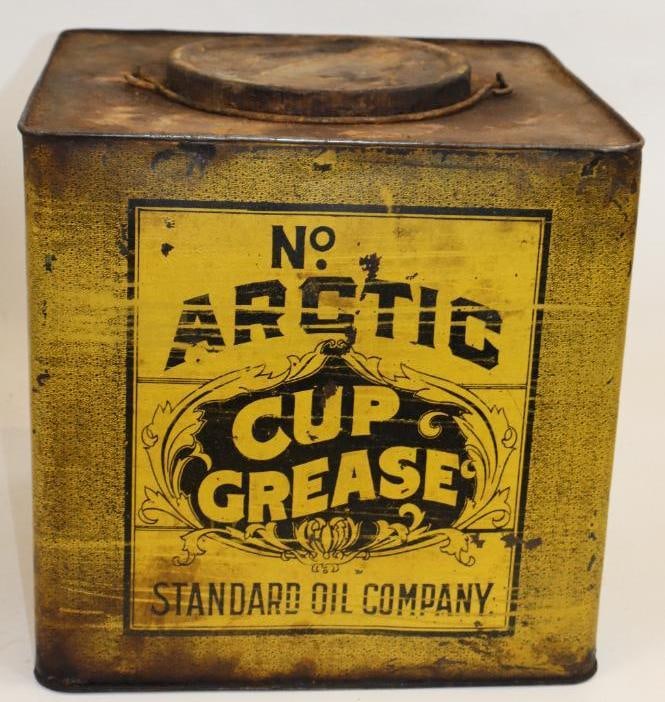 Nº
ARCTIC
CUP
GREASE
STANDARD OIL COMPANY.